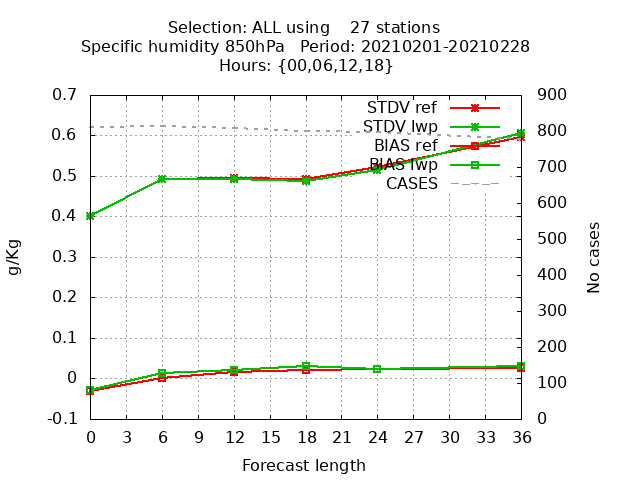 Selection: ALL using    27 stations
Specific humidity 850hPa   Period: 20210201-20210228
Hours: {00,06,12,18}
STDV ref
STDV lwp
BIAS ref
BIAS lwp
CASES
0.7
0.6
0.5
0.4
0.3
0.2
0.1
0
-0.1
g/Kg
900
800
700
600
500
400
300
200
100
0
No cases
0 3 6 9 12 15 18 21 24 27 30 33 36
Forecast length